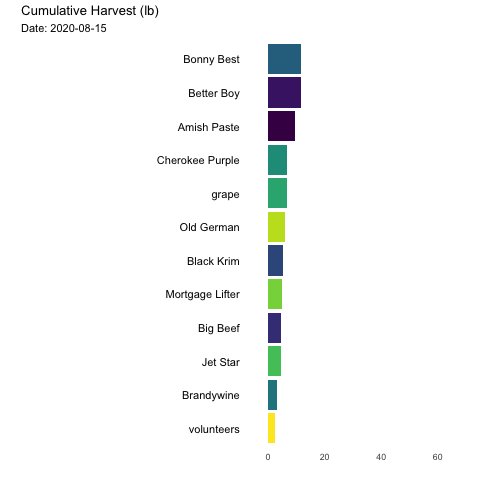 Cumulative Harvest (lb)
Date: 2020-08-15
Bonny Best
Better Boy
Amish Paste
Cherokee Purple
grape
Old German
Black Krim
Mortgage Lifter
Big Beef
Jet Star
Brandywine
volunteers
0 20 40 60